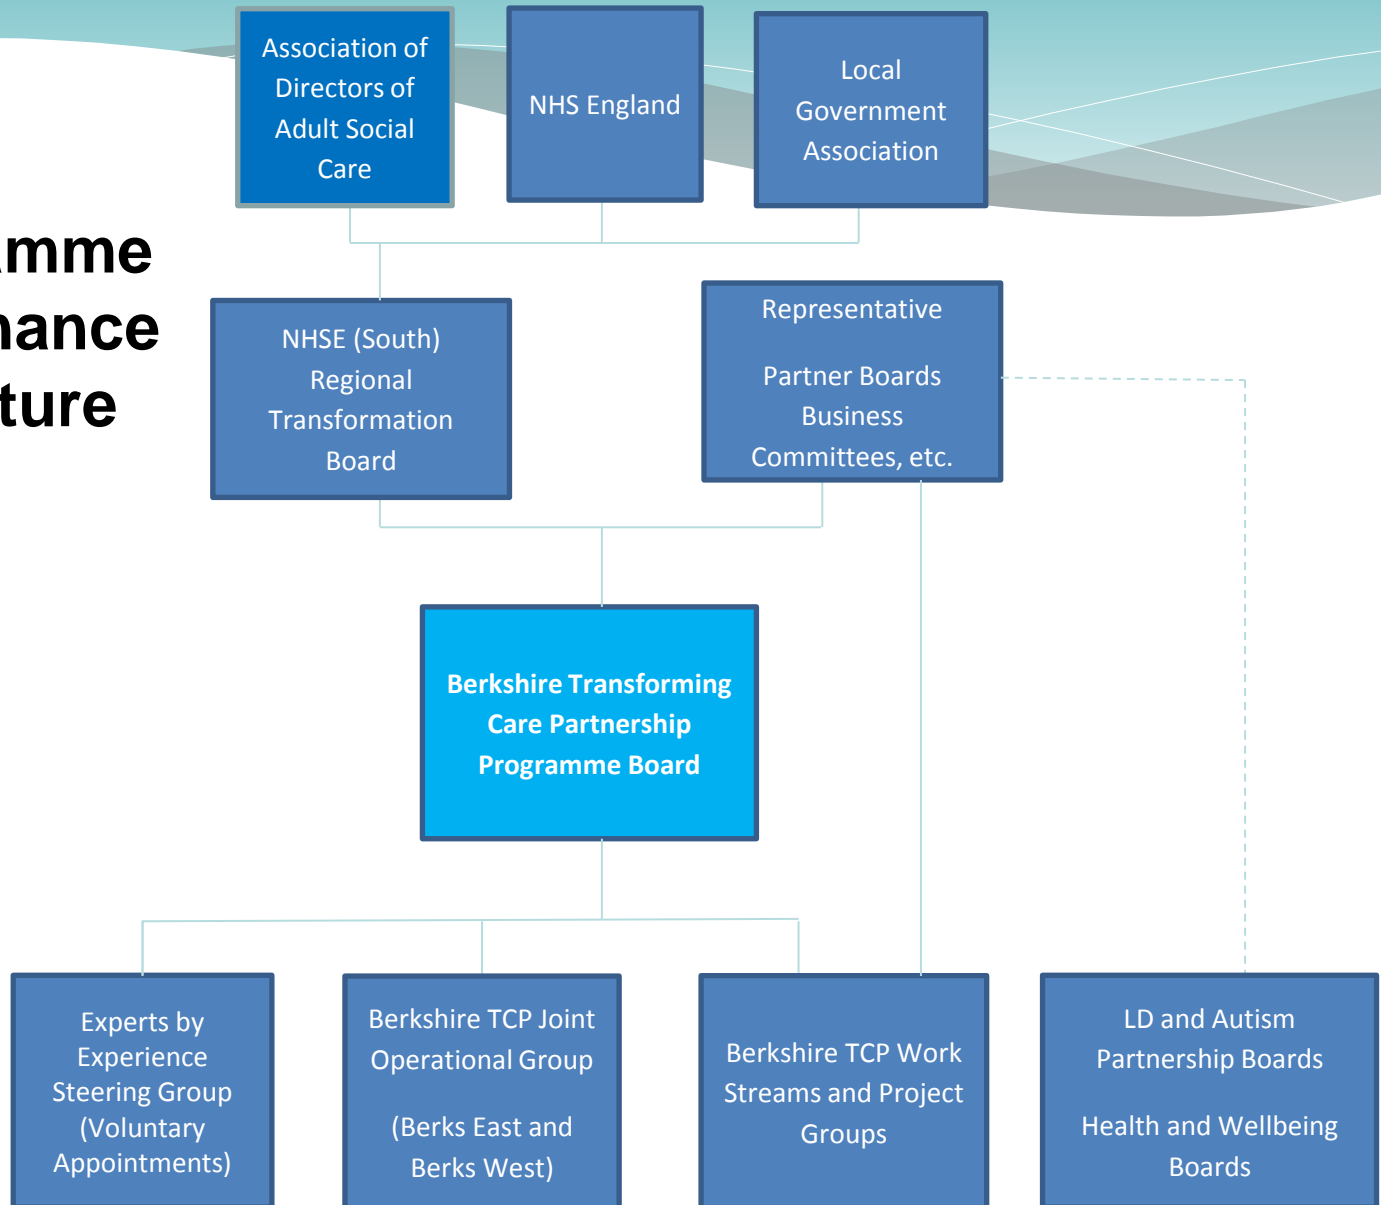 Association of
Directors of
Adult Social
Care
NHS England
Local
Government
Association
amme
nance
ture
NHSE (South)
Regional
Transformation
Board
Representative
Partner Boards
Business
Committees, etc.
Berkshire Transforming
Care Partnership
Programme Board
Experts by
Experience
Steering Group
(Voluntary
Appointments)
Berkshire TCP Joint
Operational Group
(Berks East and
Berks West)
Berkshire TCP Work
Streams and Project
Groups
LD and Autism
Partnership Boards
Health and Wellbeing
Boards